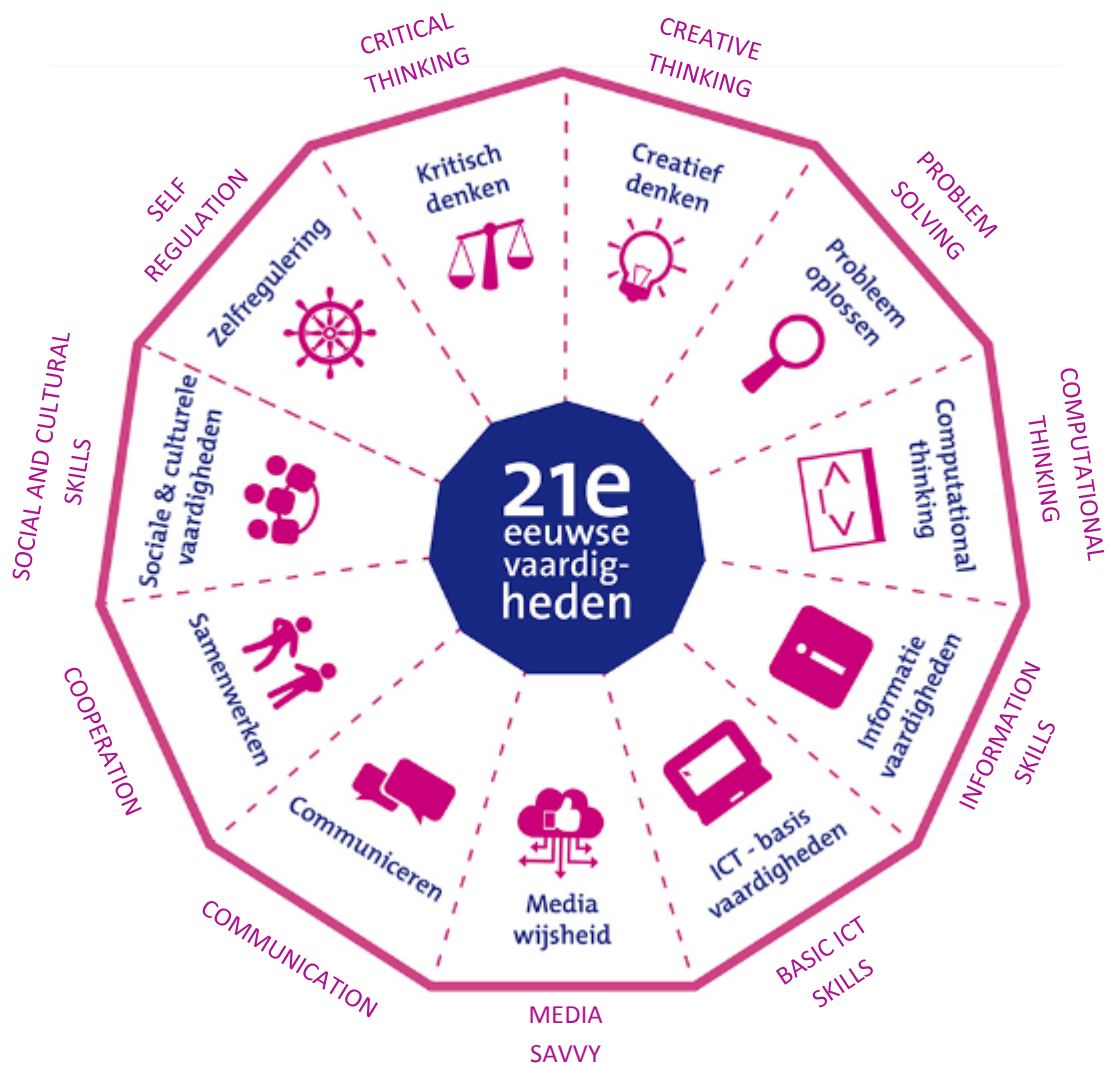 CRITICAL
THINKING
CREATIVE
THINKING
PROBLEM
SOLVING
COMPUTATIONAL
THINKING
INFORMATION
SKILLS
BASIC ICT
SKILLS
MEDIA
SAVVY
COMMUNICATION
COOPERATION
SOCIAL AND CULTURAL
SKILLS
SELF
REGULATION
Kritisch
denken
Creatief
denken
Probleem
oplossen
Computational
thinking
Informatie
vaardigheden
ICT - basis
vaardigheden
Media
wijsheid
Communiceren
Samenwerken
Sociale & culturele
vaardigheden
Zelfregulering
21e
eeuwse
vaardig-
heden
i